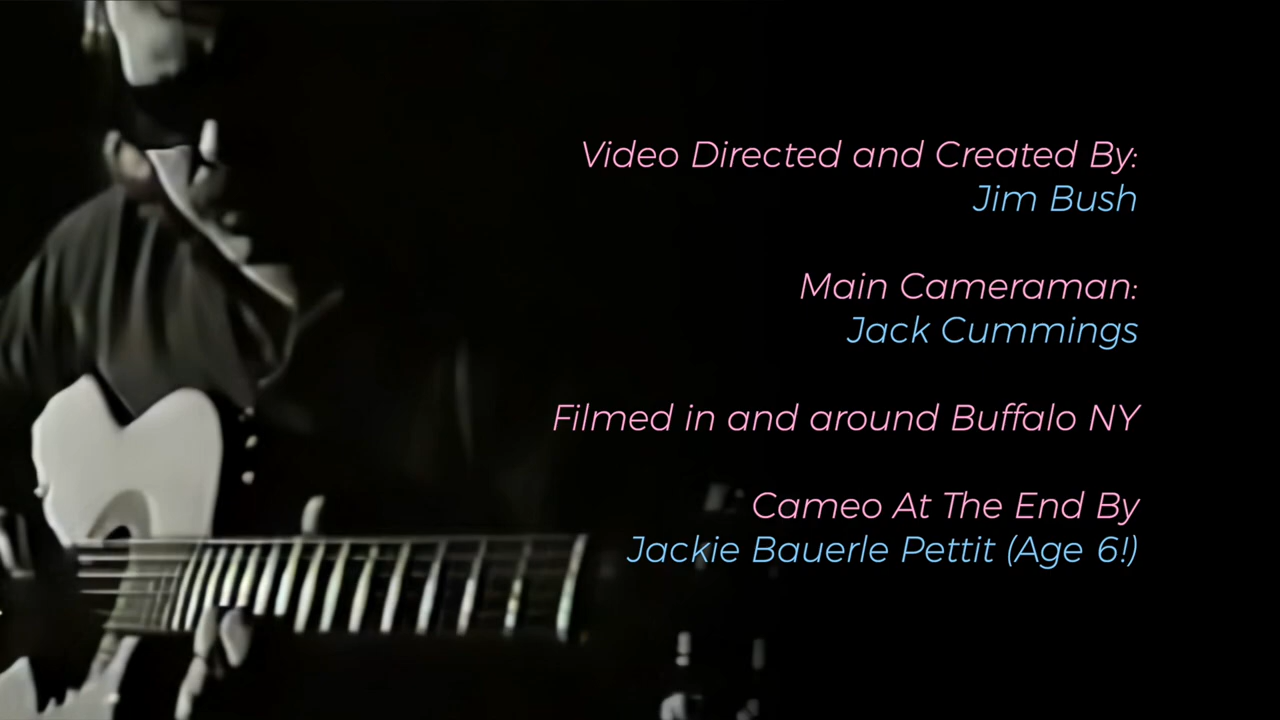 Video Directed and Created By:
Jim Bush
Main Cameraman:
Jack Cummings
Filmed in and around Buffalo NY
Cameo At The End By
Jackie Bauerle Pettit (Age 6!)